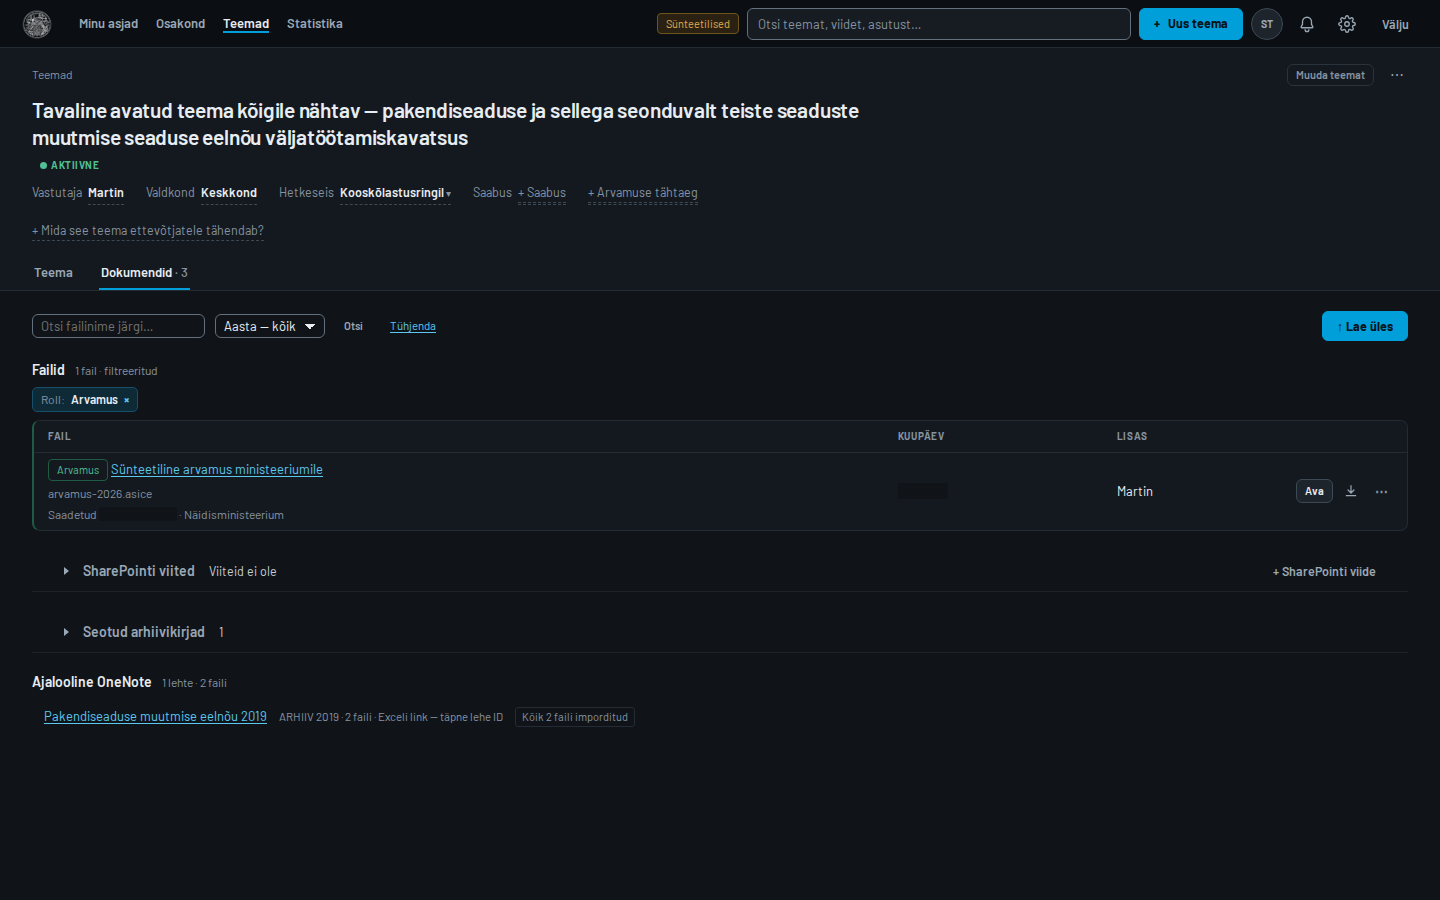 Minu asjad Osakond Teemad Statistika Sünteetilised Otsi teemat, viidet, asutust... + Uus teema ST Välju
Teemad Muuda teemat ···
Tavaline avatud teema kõigile nähtav — pakendiseaduse ja sellega seonduvalt teiste seaduste
muutmise seaduse eelnõu väljatöötamiskavatsus
AKTIIVNE
Vastutaja Martin Valdkond Keskkond Hetkeseis Kooskõlastusringil ▾ Saabus + Saabus + Arvamuse tähtaeg
+ Mida see teema ettevõtjatele tähendab?
Teema Dokumendid · 3
Otsi failinime järgi... Aasta — kõik Otsi Tühjenda ↑ Lae üles
Failid 1 fail · filtreeritud
Roll: Arvamus ×
FAIL KUUPÄEV LISAS
Arvamus Sünteetiline arvamus ministeeriumile
arvamus-2026.asice
Martin Ava ···
Saadetud · Näidisministeerium
SharePointi viited Viiteid ei ole + SharePointi viide
Seotud arhiivikirjad 1
Ajalooline OneNote 1 lehte · 2 faili
Pakendiseaduse muutmise eelnõu 2019 ARHIIV 2019 · 2 faili · Exceli link — täpne lehe ID Kõik 2 faili imporditud